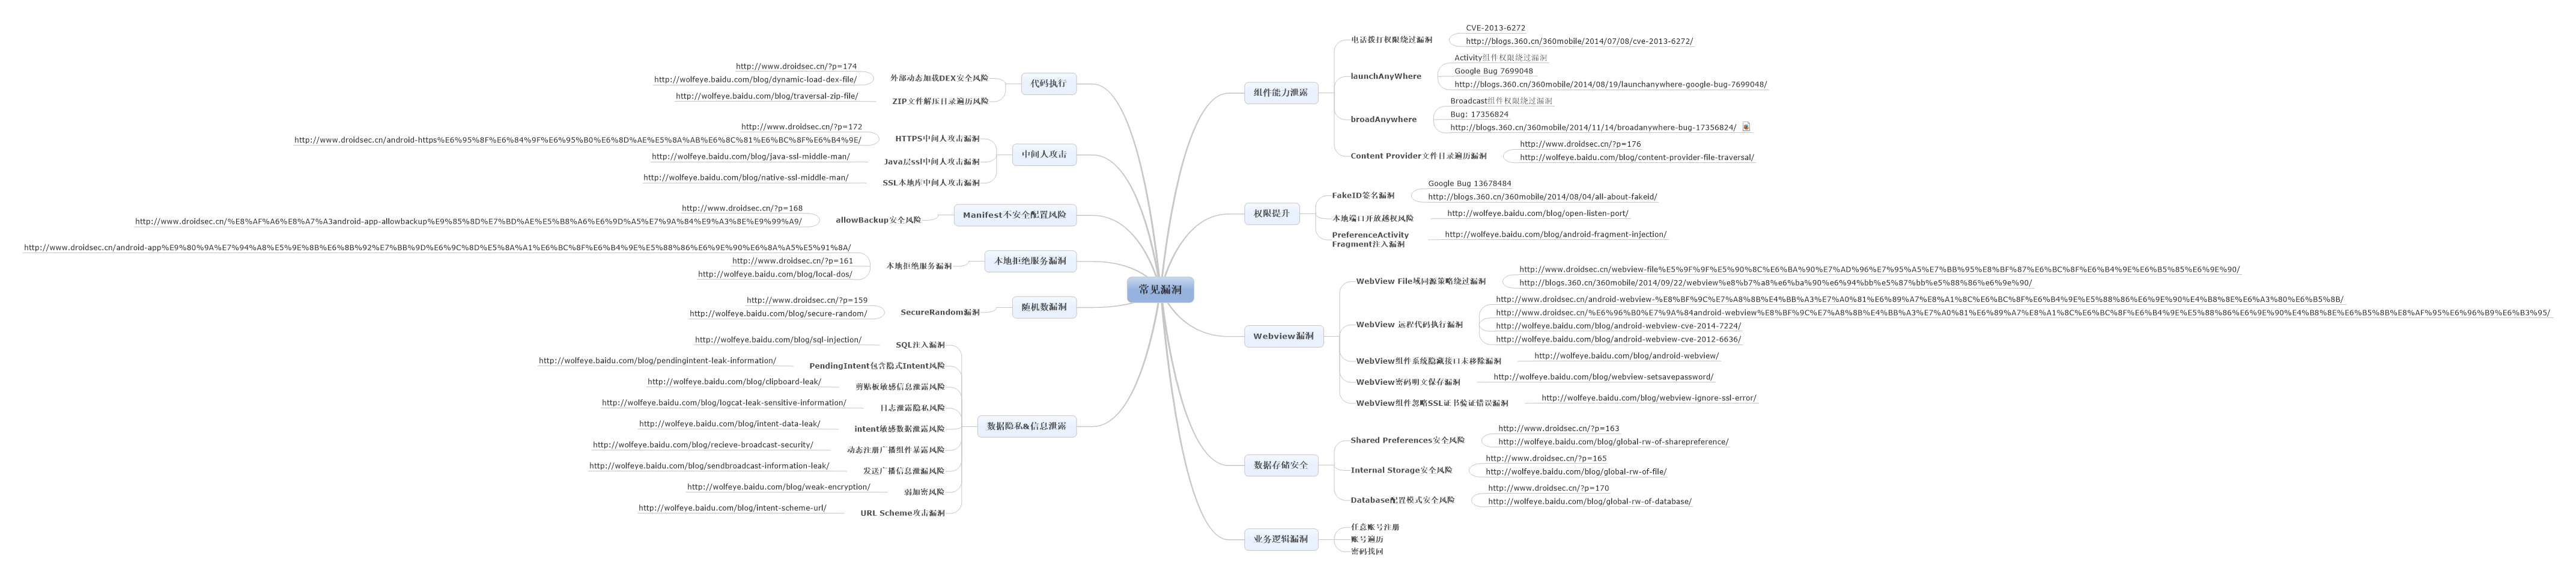 常见漏洞
组件能力泄露
电话拨打权限绕过漏洞
CVE-2013-6272
http://blogs.360.cn/360mobile/2014/07/08/cve-2013-6272/
launchAnyWhere
Activity组件权限绕过漏洞
Google Bug 7699048
http://blogs.360.cn/360mobile/2014/08/19/launchanywhere-google-bug-7699048/
broadAnywhere
Broadcast组件权限绕过漏洞
Bug: 17356824
http://blogs.360.cn/360mobile/2014/11/14/broadanywhere-bug-17356824/
Content Provider文件目录遍历漏洞
http://www.droidsec.cn/?p=176
http://wolfeye.baidu.com/blog/content-provider-file-traversal/
权限提升
FakeID签名漏洞
Google Bug 13678484
http://blogs.360.cn/360mobile/2014/08/04/all-about-fakeid/
本地端口开放越权风险
http://wolfeye.baidu.com/blog/open-listen-port/
PreferenceActivity
Fragment注入漏洞
http://wolfeye.baidu.com/blog/android-fragment-injection/
Webview漏洞
WebView File域同源策略绕过漏洞
http://www.droidsec.cn/webview-file%E5%9F%9F%E5%90%8C%E6%BA%90%E7%AD%96%E7%95%A5%E7%BB%95%E8%BF%87%E6%BC%8F%E6%B4%9E%E6%B5%85%E6%9E%90/
http://blogs.360.cn/360mobile/2014/09/22/webview%e8%b7%a8%e6%ba%90%e6%94%bb%e5%87%bb%e5%88%86%e6%9e%90/
WebView 远程代码执行漏洞
http://www.droidsec.cn/android-webview-%E8%BF%9C%E7%A8%8B%E4%BB%A3%E7%A0%81%E6%89%A7%E8%A1%8C%E6%BC%8F%E6%B4%9E%E5%88%86%E6%9E%90%E4%B8%8E%E6%A3%80%E6%B5%8B/
http://www.droidsec.cn/%E6%96%B0%E7%9A%84android-webview%E8%BF%9C%E7%A8%8B%E4%BB%A3%E7%A0%81%E6%89%A7%E8%A1%8C%E6%BC%8F%E6%B4%9E%E5%88%86%E6%9E%90%E4%B8%8E%E6%B5%8B%E8%AF%95%E6%96%B9%E6%B3%95/
http://wolfeye.baidu.com/blog/android-webview-cve-2014-7224/
http://wolfeye.baidu.com/blog/android-webview-cve-2012-6636/
WebView组件系统隐藏接口未移除漏洞
http://wolfeye.baidu.com/blog/android-webview/
WebView密码明文保存漏洞
http://wolfeye.baidu.com/blog/webview-setsavepassword/
WebView组件忽略SSL证书验证错误漏洞
http://wolfeye.baidu.com/blog/webview-ignore-ssl-error/
数据存储安全
Shared Preferences安全风险
http://www.droidsec.cn/?p=163
http://wolfeye.baidu.com/blog/global-rw-of-sharepreference/
Internal Storage安全风险
http://www.droidsec.cn/?p=165
http://wolfeye.baidu.com/blog/global-rw-of-file/
Database配置模式安全风险
http://www.droidsec.cn/?p=170
http://wolfeye.baidu.com/blog/global-rw-of-database/
业务逻辑漏洞
任意账号注册
账号遍历
密码找回
代码执行
外部动态加载DEX安全风险
http://www.droidsec.cn/?p=174
http://wolfeye.baidu.com/blog/dynamic-load-dex-file/
ZIP文件解压目录遍历风险
http://wolfeye.baidu.com/blog/traversal-zip-file/
中间人攻击
HTTPS中间人攻击漏洞
http://www.droidsec.cn/?p=172
http://www.droidsec.cn/android-https%E6%95%8F%E6%84%9F%E6%95%B0%E6%8D%AE%E5%8A%AB%E6%8C%81%E6%BC%8F%E6%B4%9E/
Java层ssl中间人攻击漏洞
http://wolfeye.baidu.com/blog/java-ssl-middle-man/
SSL本地库中间人攻击漏洞
http://wolfeye.baidu.com/blog/native-ssl-middle-man/
Manifest不安全配置风险
allowBackup安全风险
http://www.droidsec.cn/?p=168
http://www.droidsec.cn/%E8%AF%A6%E8%A7%A3android-app-allowbackup%E9%85%8D%E7%BD%AE%E5%B8%A6%E6%9D%A5%E7%9A%84%E9%A3%8E%E9%99%A9/
本地拒绝服务漏洞
本地拒绝服务漏洞
http://www.droidsec.cn/android-app%E9%80%9A%E7%94%A8%E5%9E%8B%E6%8B%92%E7%BB%9D%E6%9C%8D%E5%8A%A1%E6%BC%8F%E6%B4%9E%E5%88%86%E6%9E%90%E6%8A%A5%E5%91%8A/
http://www.droidsec.cn/?p=161
http://wolfeye.baidu.com/blog/local-dos/
随机数漏洞
SecureRandom漏洞
http://www.droidsec.cn/?p=159
http://wolfeye.baidu.com/blog/secure-random/
数据隐私&信息泄露
SQL注入漏洞
http://wolfeye.baidu.com/blog/sql-injection/
PendingIntent包含隐式Intent风险
http://wolfeye.baidu.com/blog/pendingintent-leak-information/
剪贴板敏感信息泄露风险
http://wolfeye.baidu.com/blog/clipboard-leak/
日志泄露隐私风险
http://wolfeye.baidu.com/blog/logcat-leak-sensitive-information/
intent敏感数据泄露风险
http://wolfeye.baidu.com/blog/intent-data-leak/
动态注册广播组件暴露风险
http://wolfeye.baidu.com/blog/recieve-broadcast-security/
发送广播信息泄漏风险
http://wolfeye.baidu.com/blog/sendbroadcast-information-leak/
弱加密风险
http://wolfeye.baidu.com/blog/weak-encryption/
URL Scheme攻击漏洞
http://wolfeye.baidu.com/blog/intent-scheme-url/